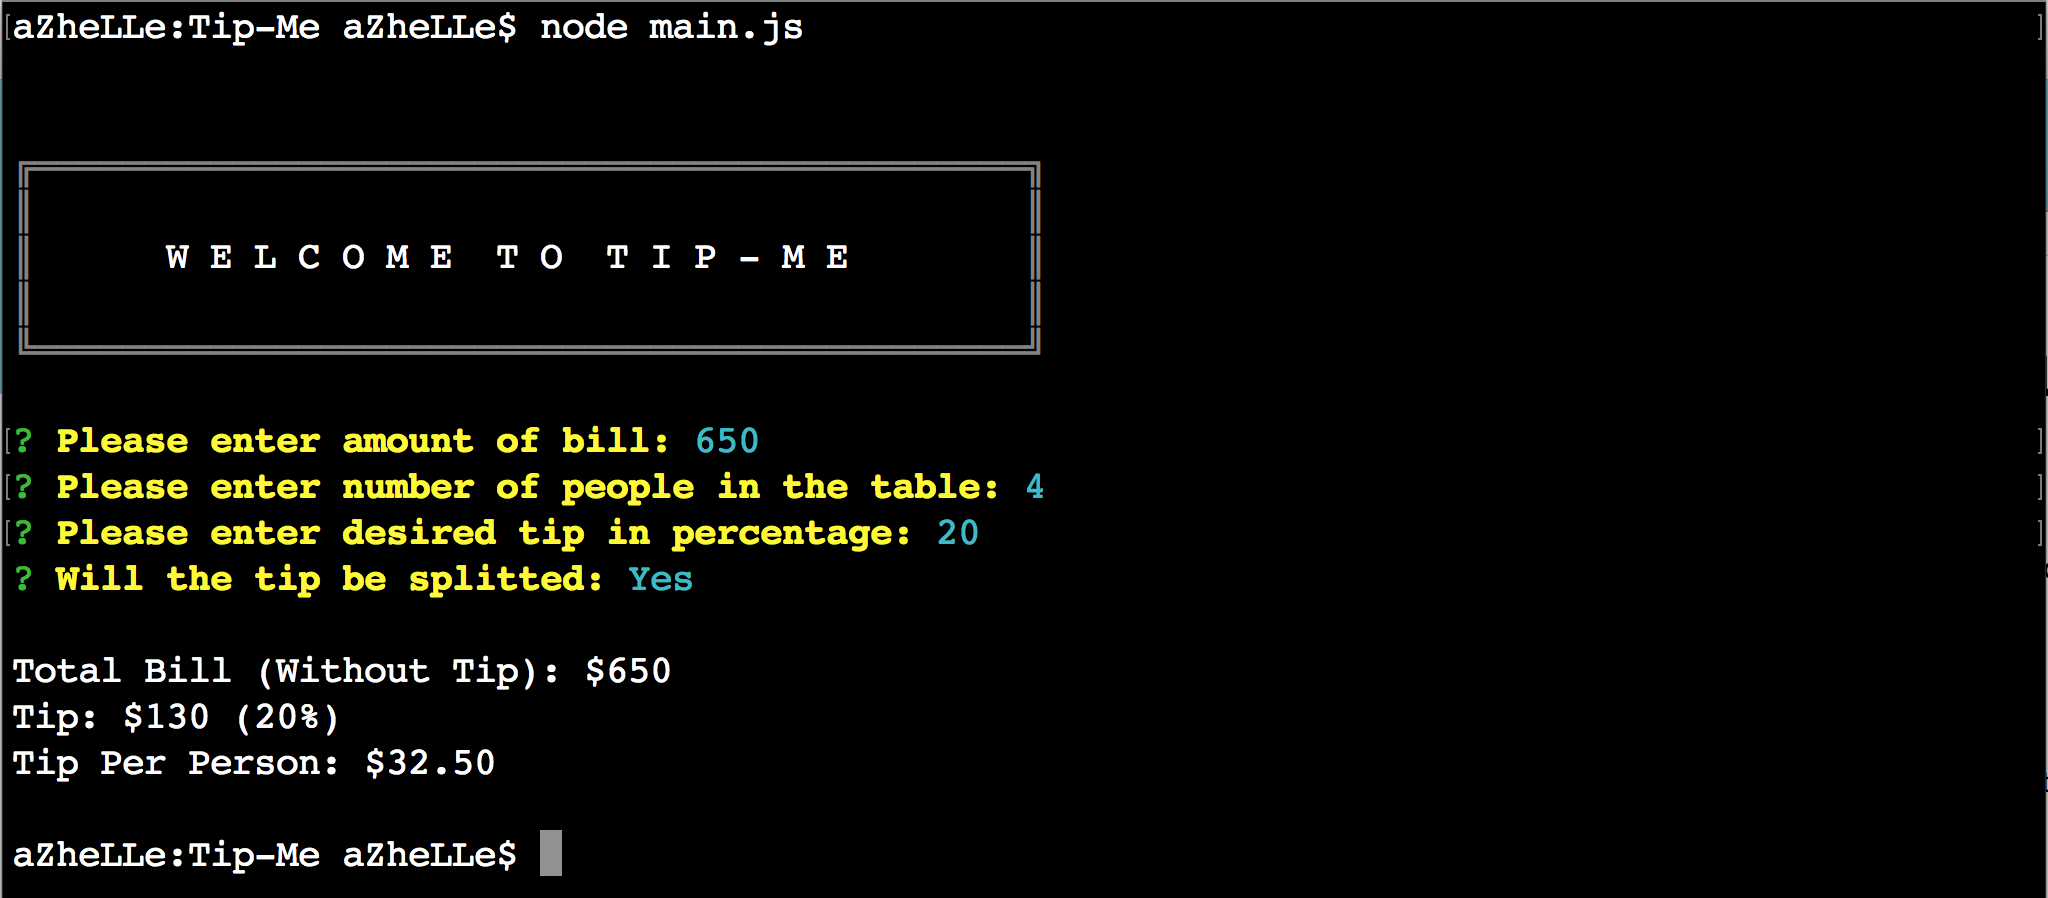 aZheLLe:Tip-Me aZheLLe$ node main.js
W E L C O M E  T O  T I P - M E
? Please enter amount of bill: 650
? Please enter number of people in the table: 4
? Please enter desired tip in percentage: 20
? Will the tip be splitted: Yes
Total Bill (Without Tip): $650
Tip: $130 (20%)
Tip Per Person: $32.50
aZheLLe:Tip-Me aZheLLe$